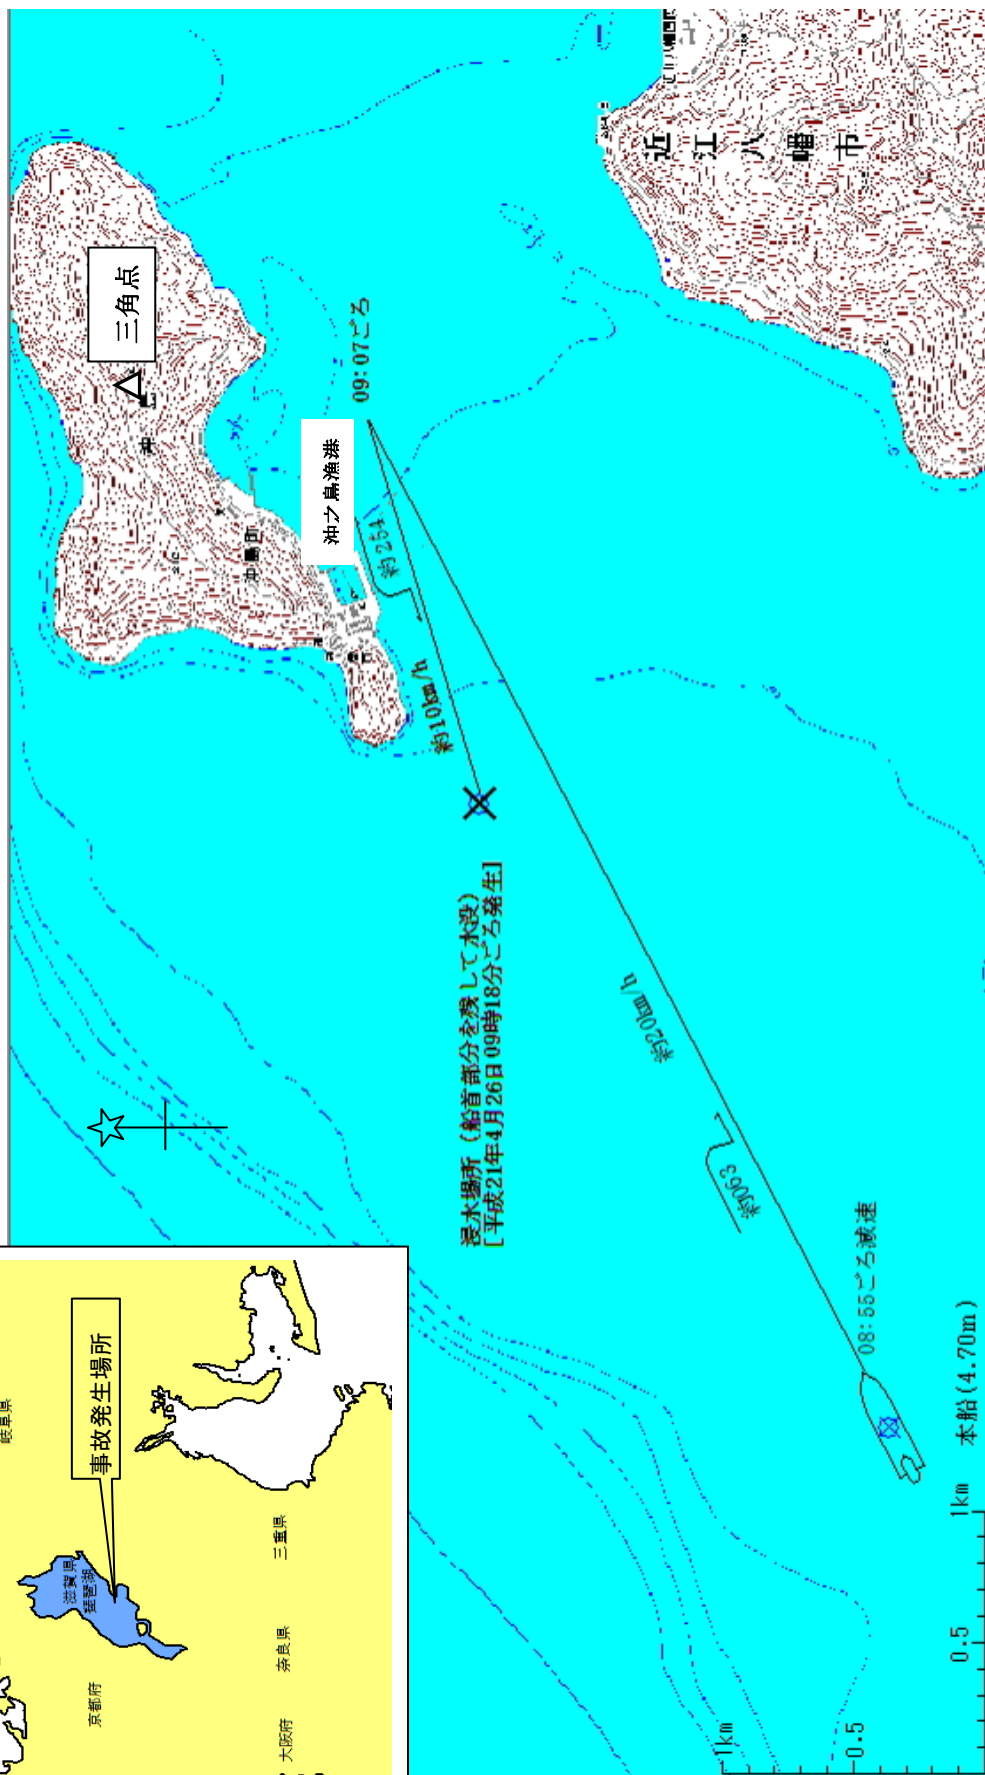 岐阜県
事故発生場所
滋賀県
琵琶湖
京都府
三重県
奈良県
大阪府
三角点
沖之島漁港
09:07ごろ
約254
約10km/h
近江八幡市
浸水場所（船首部分を残して水没）
[平成21年4月26日09時18分ごろ発生]
約20km/h
約063
08:55ごろ減速
本船(4.70m)
1km
0.5
1km
0.5